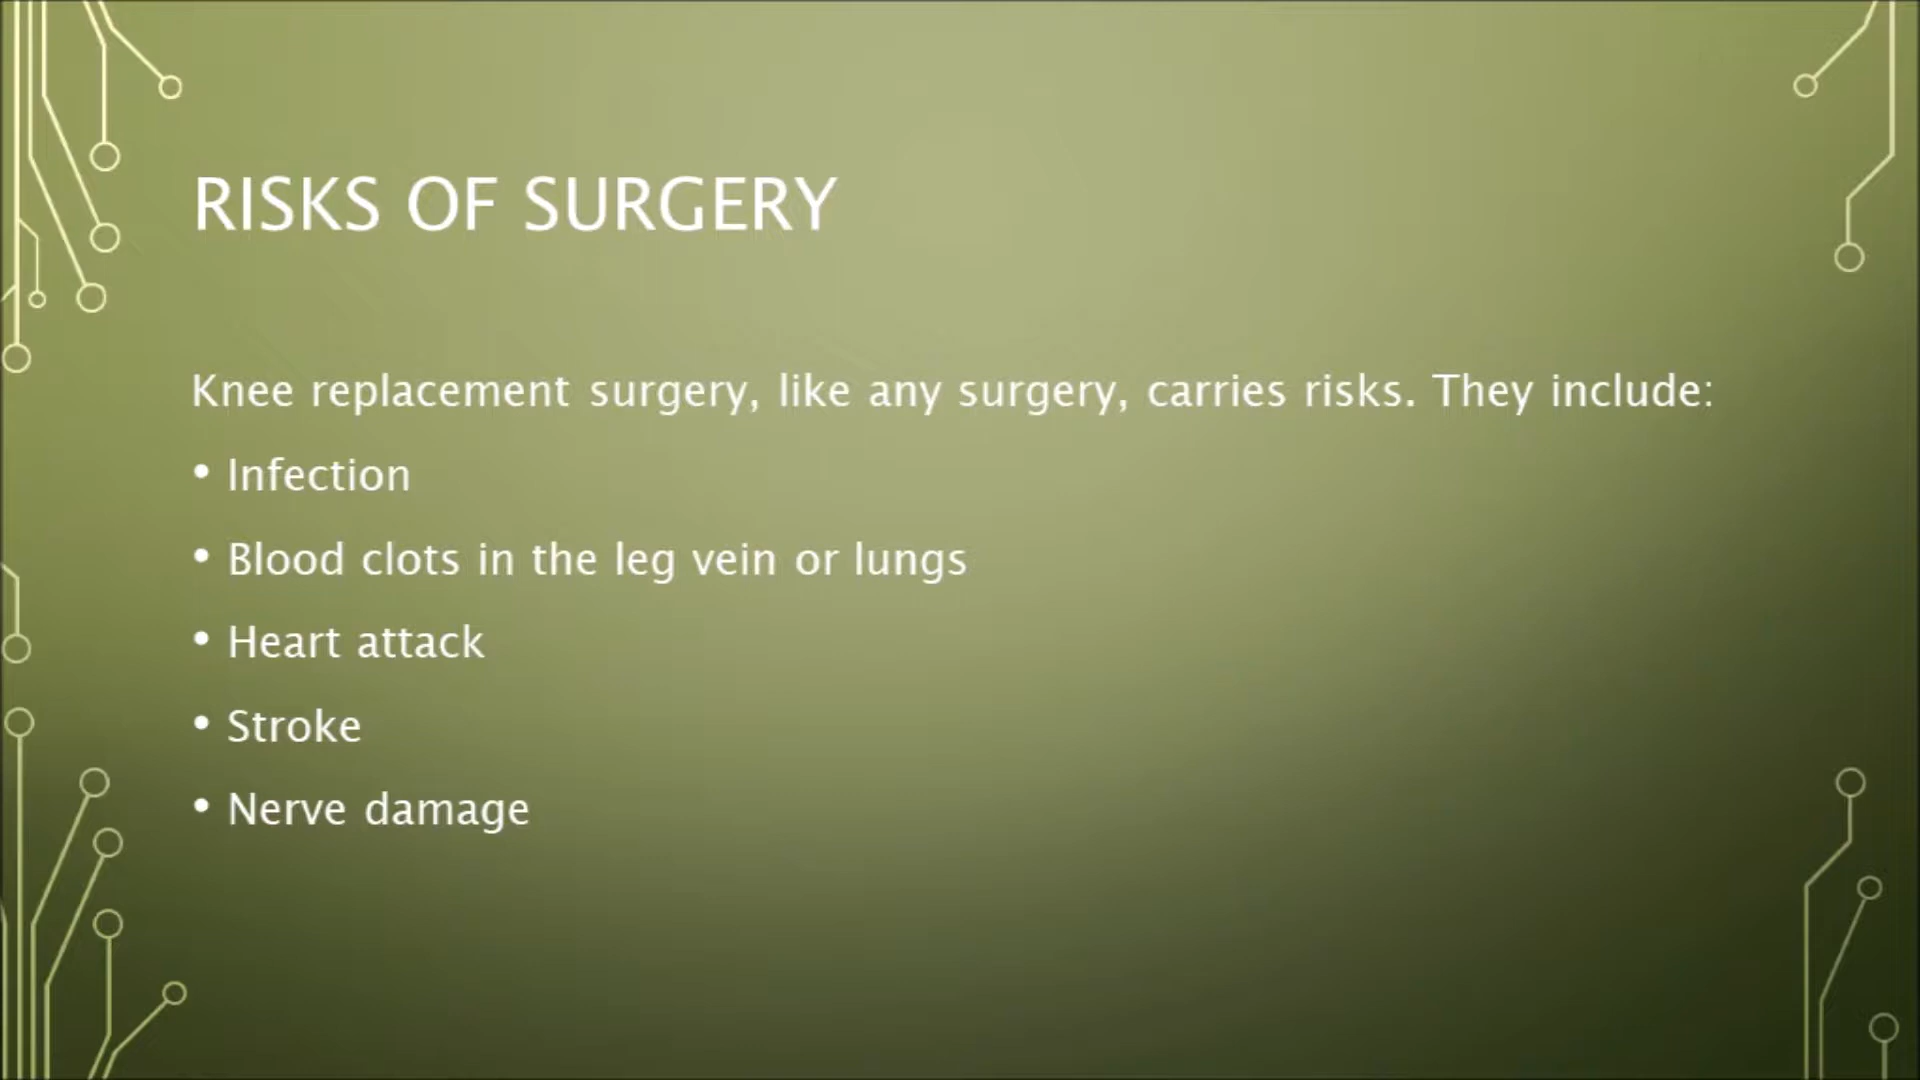 RISKS OF SURGERY
Knee replacement surgery, like any surgery, carries risks. They include:
• Infection
• Blood clots in the leg vein or lungs
• Heart attack
• Stroke
• Nerve damage